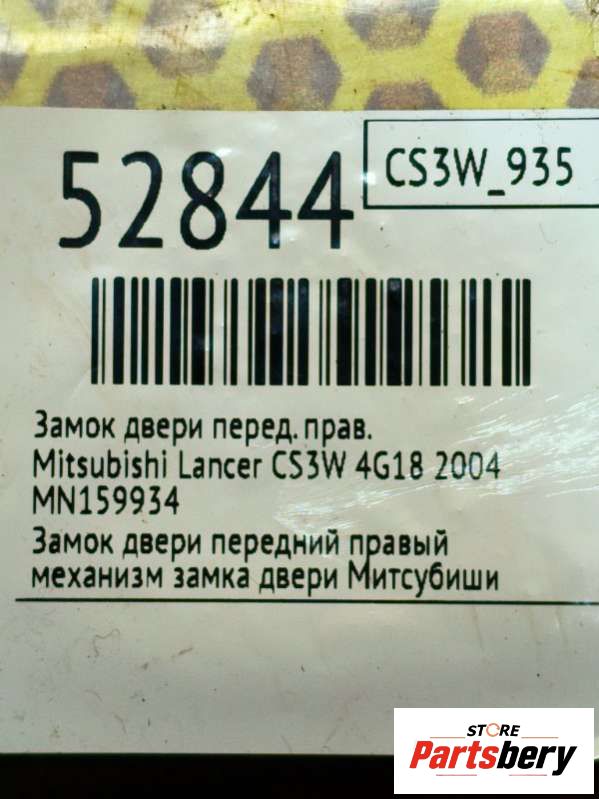 52844
CS3W_935
Замок двери перед. прав.
Mitsubishi Lancer CS3W 4G18 2004
MN159934
Замок двери передний правый
механизм замка двери Митсубиши
STORE
Partsbery